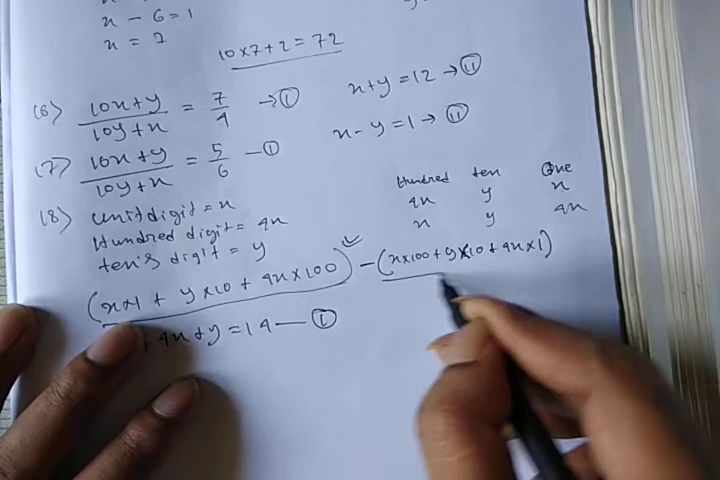 x - 6 = 1
x = 7
10×7+2 = 72
(6) 10x+y / 10y+x = 7/4 → ①
x+y = 12 → ⑪
(7) 10x+y / 10y+x = 5/6 — ①
x-y = 1 → ⑪
Hundred ten One
4x y x
x y 4x
(8) Unit digit = x
Hundred digit = 4x
ten's digit = y
(x×1 + y×10 + 4x×100) - (x×100+y×10+4x×1)
+ 4x+y = 14 — ①